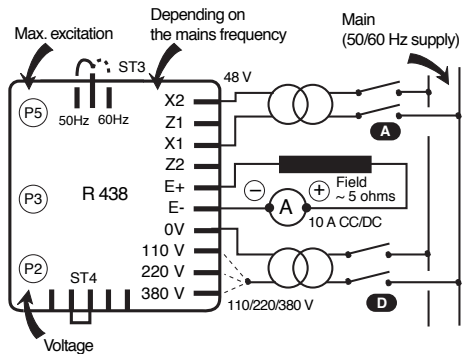 Max. excitation
Depending on
the mains frequency
Main
(50/60 Hz supply)
ST3
48 V
P5
50Hz
60Hz
X2
Z1
X1
A
Z2
P3
R 438
E+
Field
~ 5 ohms
E-
− A +
10 A CC/DC
0V
110 V
P2
ST4
220 V
380 V
110/220/380 V
D
Voltage